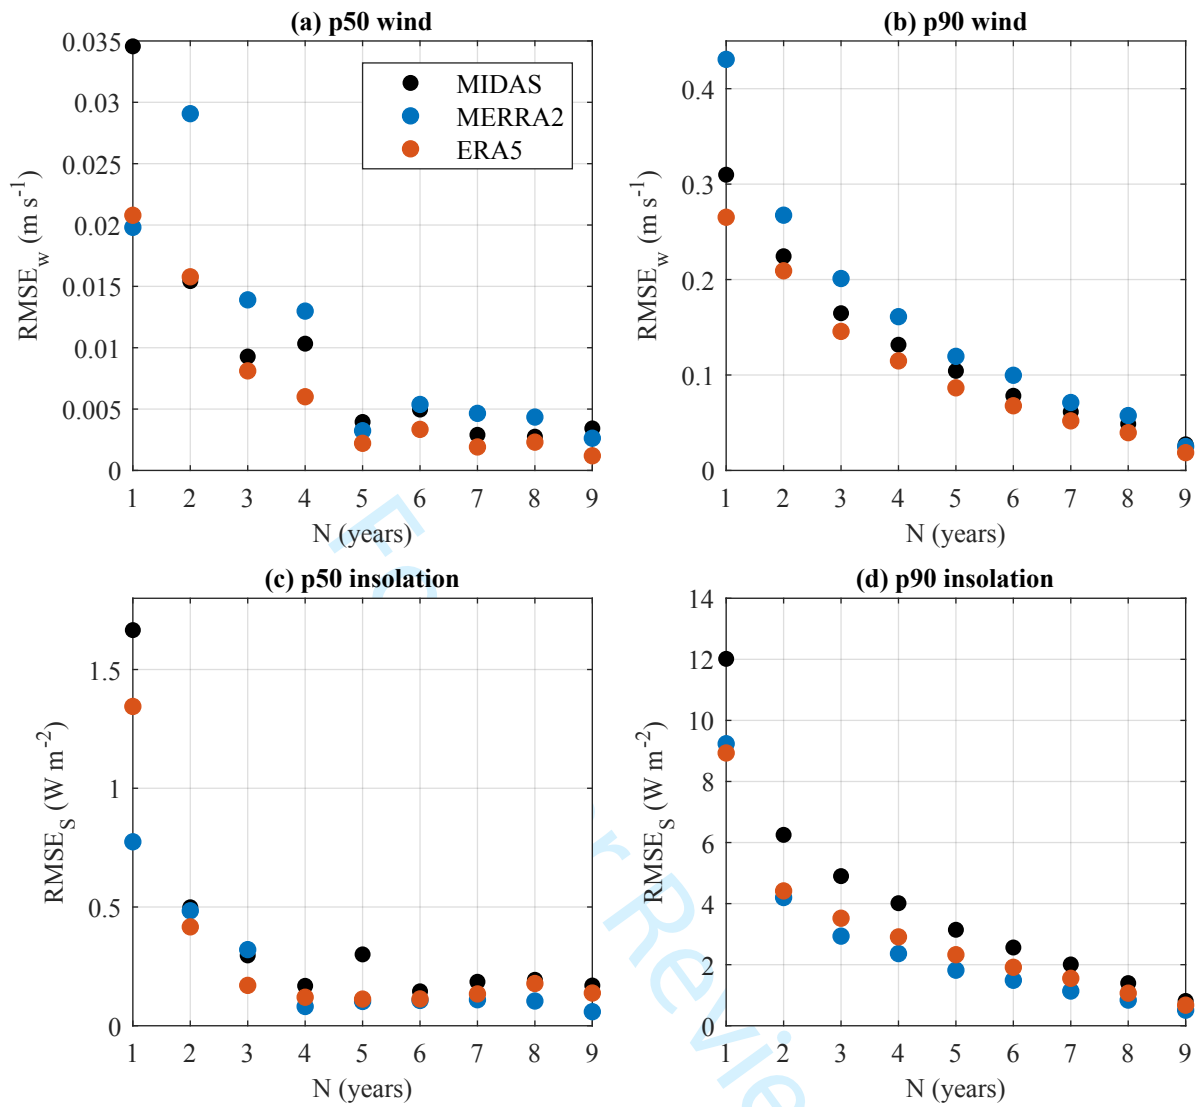 (a) p50 wind
0.035
0.03
0.025
0.02
0.015
0.01
0.005
0
RMSE_w (m s^-1)
MIDAS
MERRA2
ERA5
1 2 3 4 5 6 7 8 9
N (years)
(b) p90 wind
0.4
0.3
0.2
0.1
0
RMSE_w (m s^-1)
1 2 3 4 5 6 7 8 9
N (years)
(c) p50 insolation
1.5
1
0.5
0
RMSE_S (W m^-2)
1 2 3 4 5 6 7 8 9
N (years)
(d) p90 insolation
14
12
10
8
6
4
2
0
RMSE_S (W m^-2)
1 2 3 4 5 6 7 8 9
N (years)